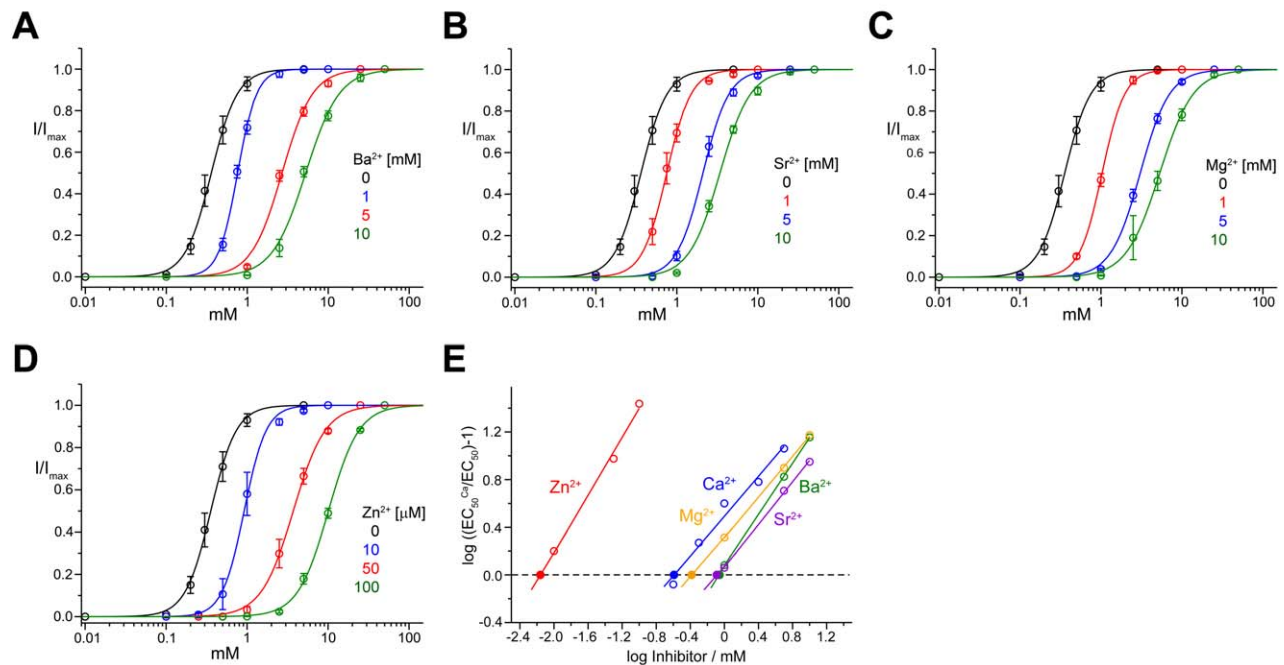 A
1.0
0.8
I/Imax
0.6
0.4
0.2
0.0
Ba²⁺ [mM]
0
1
5
10
0.01 0.1 1 10 100
mM
B
1.0
0.8
I/Imax
0.6
0.4
0.2
0.0
Sr²⁺ [mM]
0
1
5
10
0.01 0.1 1 10 100
mM
C
1.0
0.8
I/Imax
0.6
0.4
0.2
0.0
Mg²⁺ [mM]
0
1
5
10
0.01 0.1 1 10 100
mM
D
1.0
0.8
I/Imax
0.6
0.4
0.2
0.0
Zn²⁺ [μM]
0
10
50
100
0.01 0.1 1 10 100
mM
E
log ((EC₅₀ᶜᵃ/EC₅₀)-1)
1.2
0.8
0.4
0.0
-0.4
Zn²⁺
Ca²⁺
Mg²⁺
Ba²⁺
Sr²⁺
-2.4 -2.0 -1.6 -1.2 -0.8 -0.4 0.0 0.4 0.8 1.2
log Inhibitor / mM